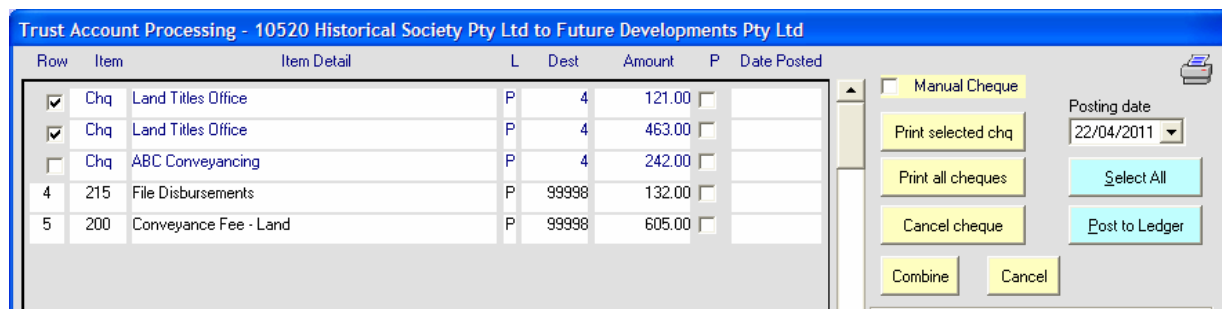 Trust Account Processing - 10520 Historical Society Pty Ltd to Future Developments Pty Ltd
Row Item Item Detail L Dest Amount P Date Posted
Chq Land Titles Office P 4 121.00
Chq Land Titles Office P 4 463.00
Chq ABC Conveyancing P 4 242.00
4 215 File Disbursements P 99998 132.00
5 200 Conveyance Fee - Land P 99998 605.00
Manual Cheque
Posting date
Print selected chq 22/04/2011
Print all cheques Select All
Cancel cheque Post to Ledger
Combine Cancel